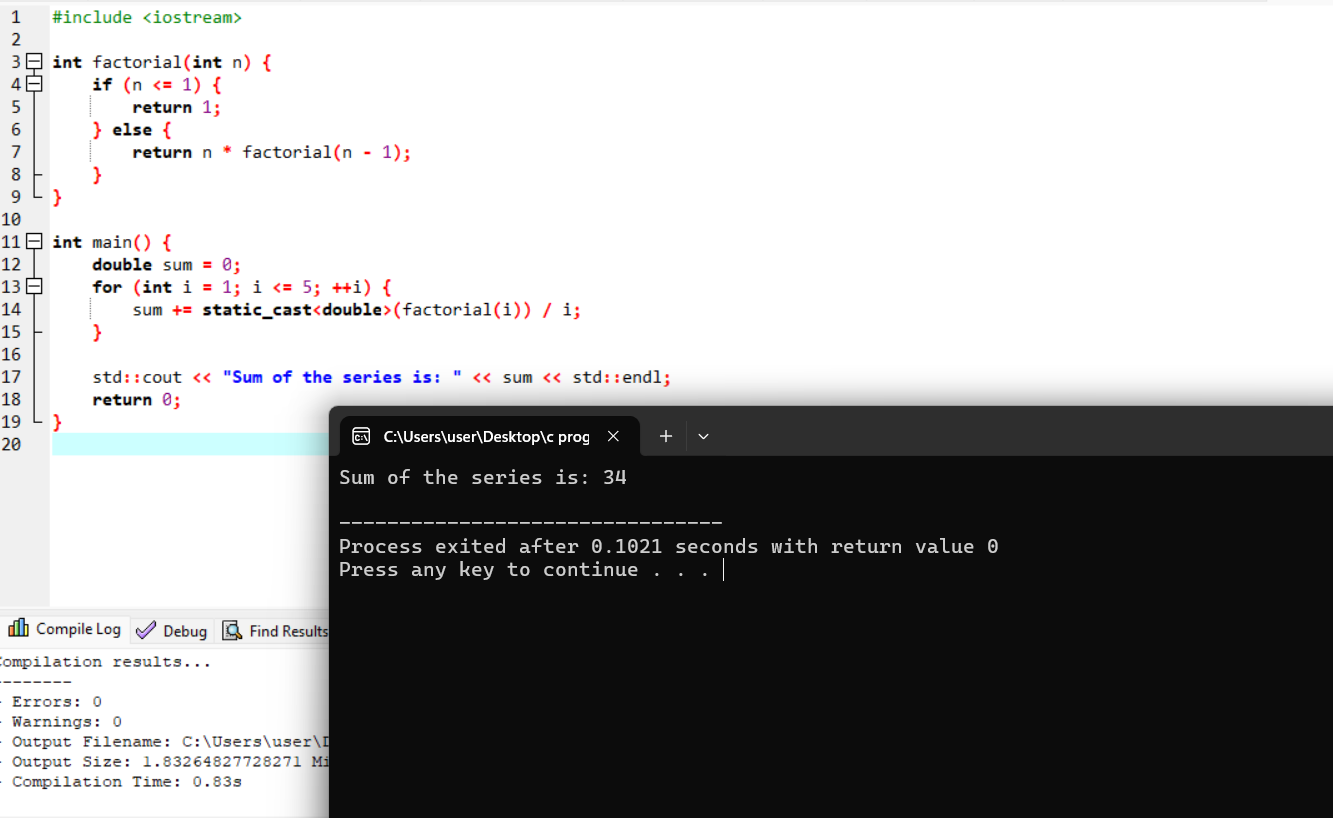 1 #include <iostream>
2
3 int factorial(int n) {
4     if (n <= 1) {
5         return 1;
6     } else {
7         return n * factorial(n - 1);
8     }
9 }
10
11 int main() {
12     double sum = 0;
13     for (int i = 1; i <= 5; ++i) {
14         sum += static_cast<double>(factorial(i)) / i;
15     }
16
17     std::cout << "Sum of the series is: " << sum << std::endl;
18     return 0;
19 }
20
C:\Users\user\Desktop\c prog
Sum of the series is: 34
--------------------------------
Process exited after 0.1021 seconds with return value 0
Press any key to continue . . .
Compile Log Debug Find Results
ompilation results...
--------
- Errors: 0
- Warnings: 0
- Output Filename: C:\Users\user\
- Output Size: 1.83264827728271 Mi
- Compilation Time: 0.83s